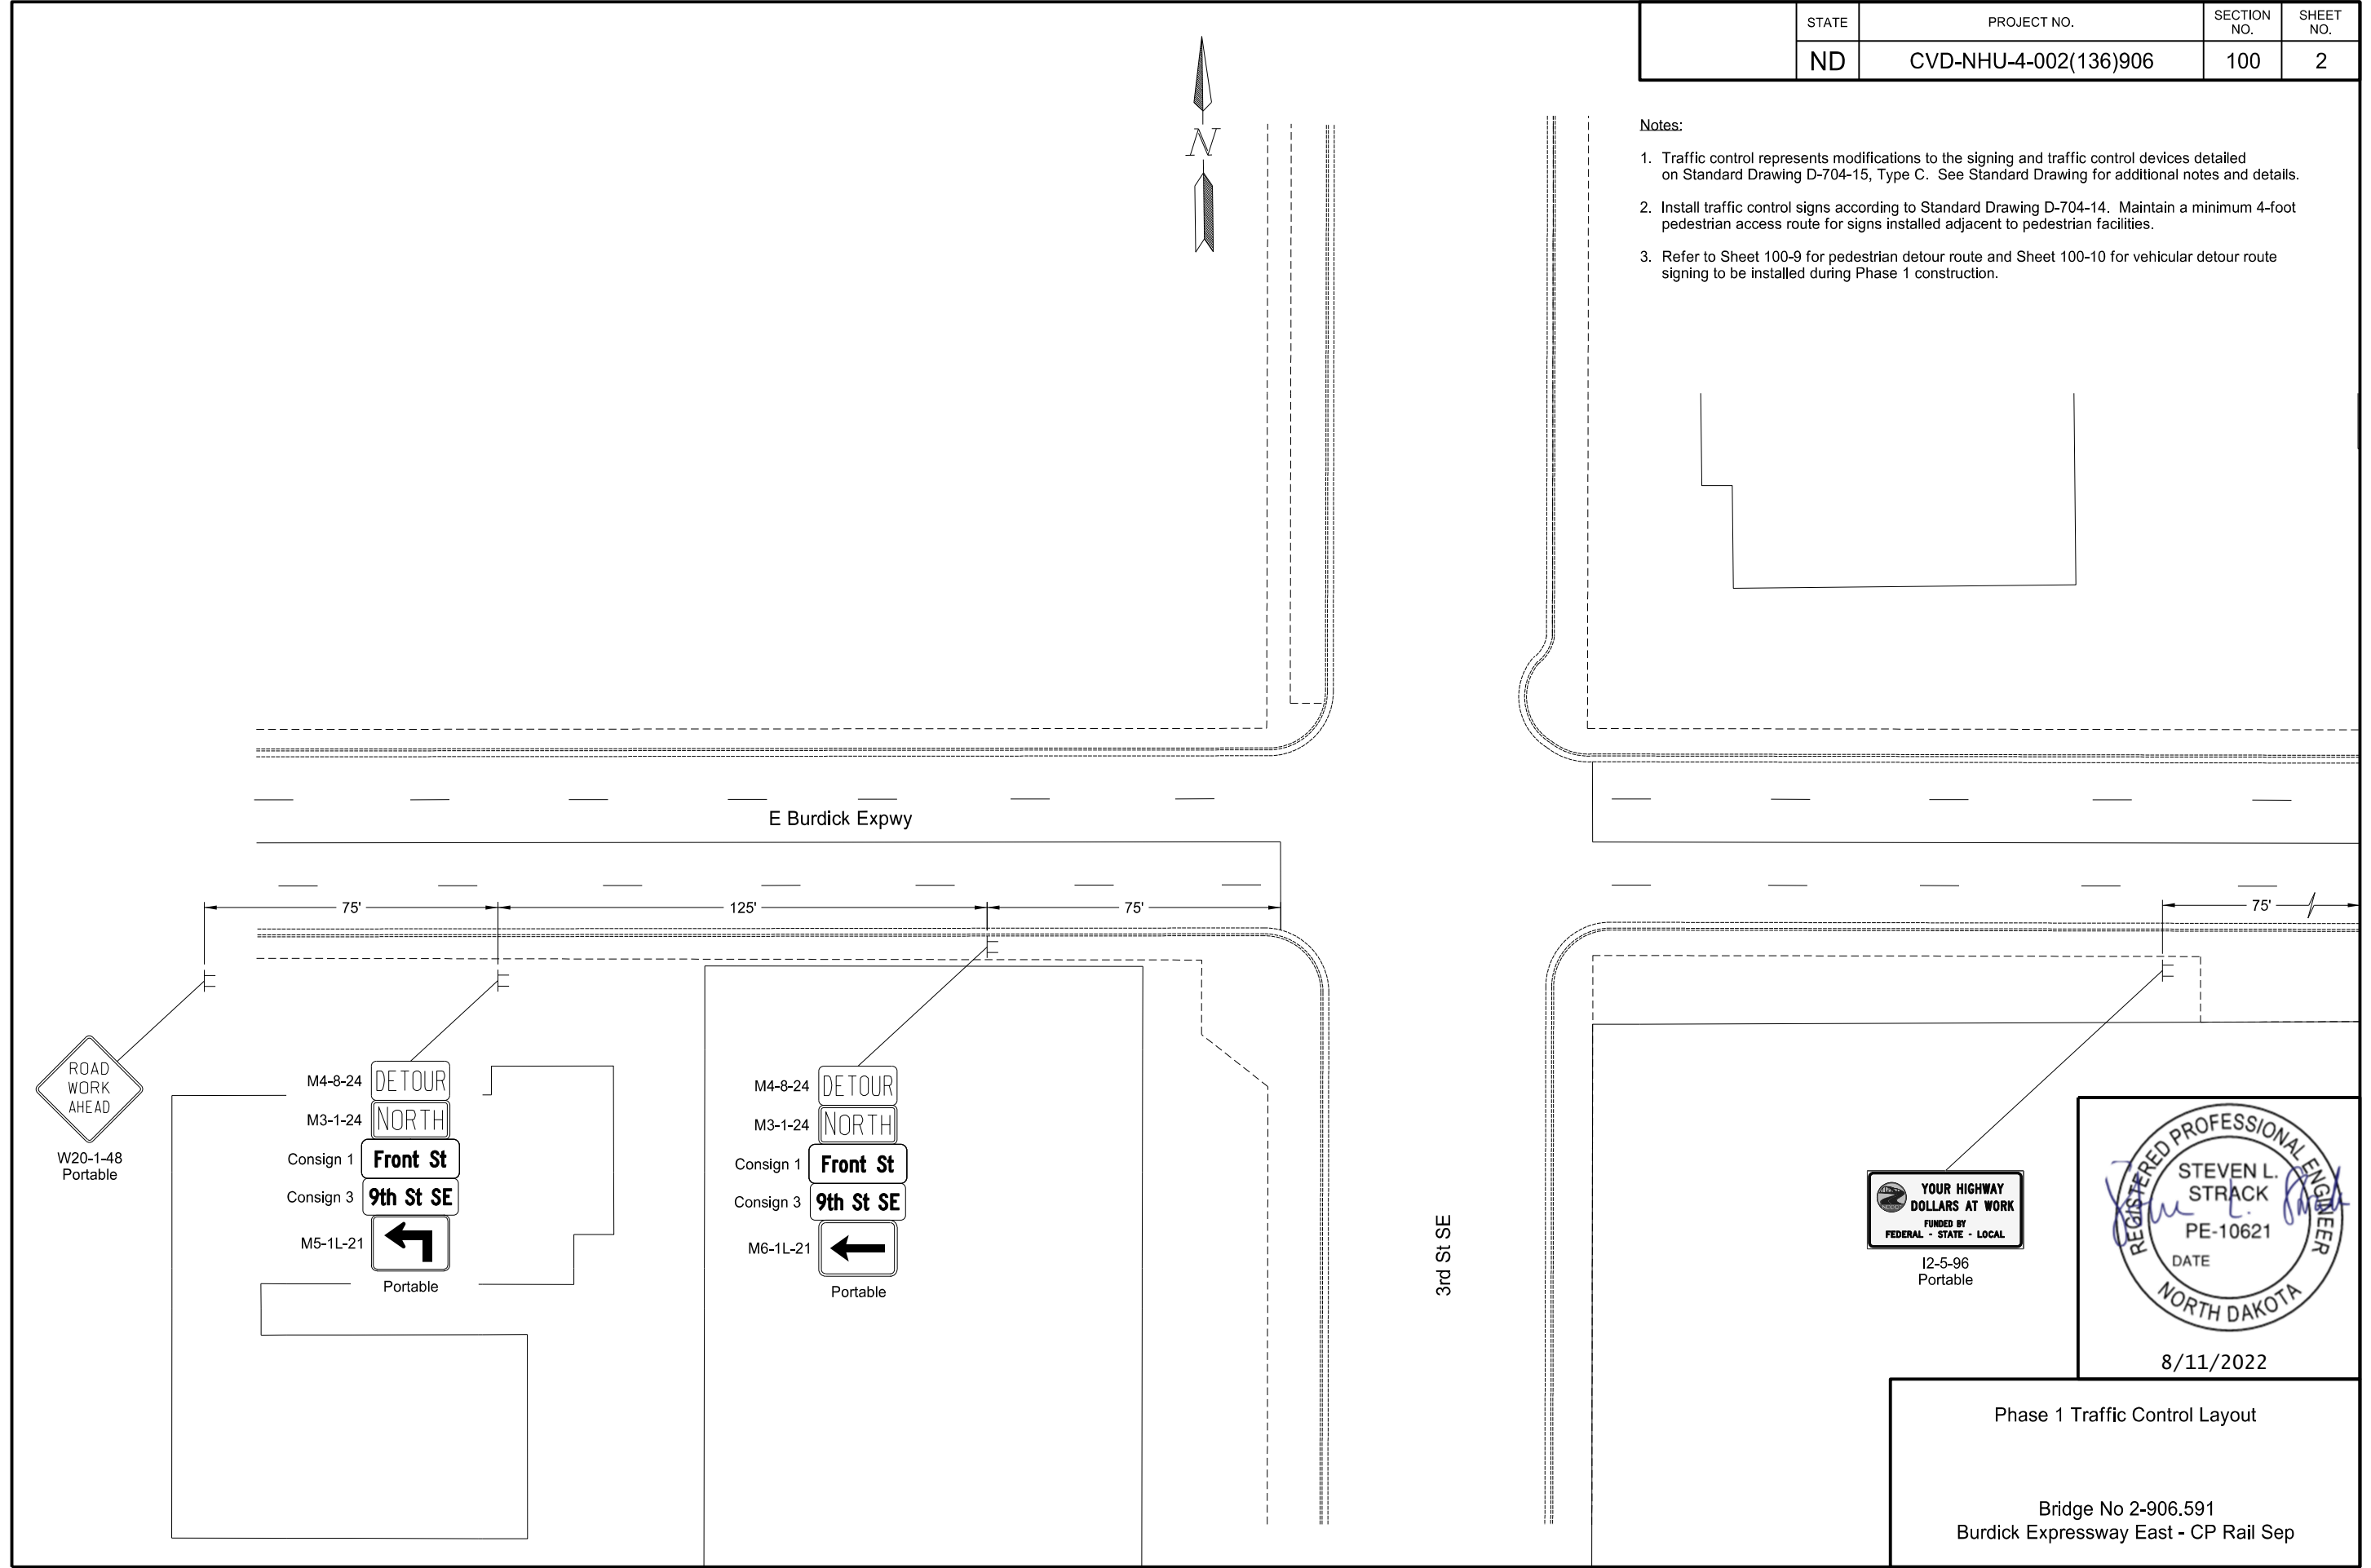 STATE
PROJECT NO.
SECTION NO.
SHEET NO.
ND
CVD-NHU-4-002(136)906
100
2
N
Notes:
1. Traffic control represents modifications to the signing and traffic control devices detailed
on Standard Drawing D-704-15, Type C. See Standard Drawing for additional notes and details.
2. Install traffic control signs according to Standard Drawing D-704-14. Maintain a minimum 4-foot
pedestrian access route for signs installed adjacent to pedestrian facilities.
3. Refer to Sheet 100-9 for pedestrian detour route and Sheet 100-10 for vehicular detour route
signing to be installed during Phase 1 construction.
E Burdick Expwy
75'
125'
75'
75'
ROAD
WORK
AHEAD
W20-1-48
Portable
M4-8-24 DETOUR
M3-1-24 NORTH
Consign 1 Front St
Consign 3 9th St SE
M5-1L-21
Portable
M4-8-24 DETOUR
M3-1-24 NORTH
Consign 1 Front St
Consign 3 9th St SE
M6-1L-21
Portable
3rd St SE
YOUR HIGHWAY
DOLLARS AT WORK
FUNDED BY
FEDERAL - STATE - LOCAL
I2-5-96
Portable
REGISTERED PROFESSIONAL ENGINEER
STEVEN L.
STRACK
PE-10621
DATE
NORTH DAKOTA
8/11/2022
Phase 1 Traffic Control Layout
Bridge No 2-906.591
Burdick Expressway East - CP Rail Sep